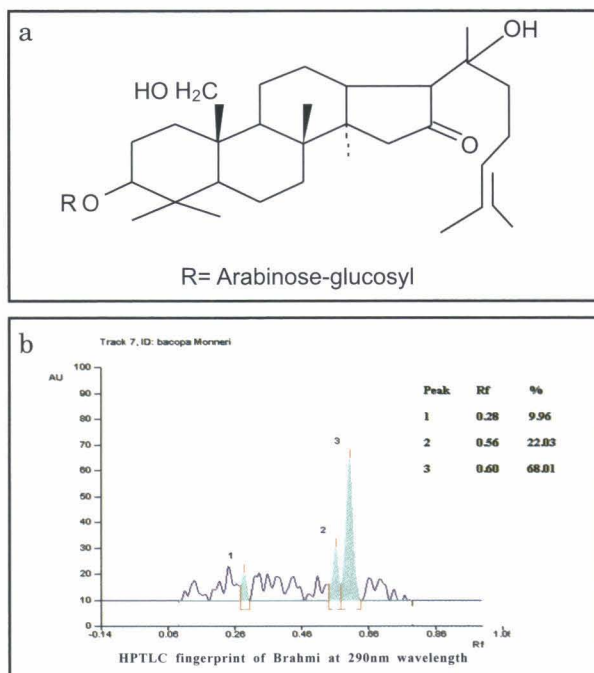 a
OH
HO H₂C
O
R O
R= Arabinose-glucosyl
b
Track 7, ID: bacopa Monneri
AU
100
90
80
70
60
50
40
30
20
10
0
-0.14 0.06 0.26 0.46 0.66 0.86 1.06
Rf
1
2
3
Peak Rf %
1 0.28 9.96
2 0.56 22.03
3 0.60 68.01
HPTLC fingerprint of Brahmi at 290nm wavelength